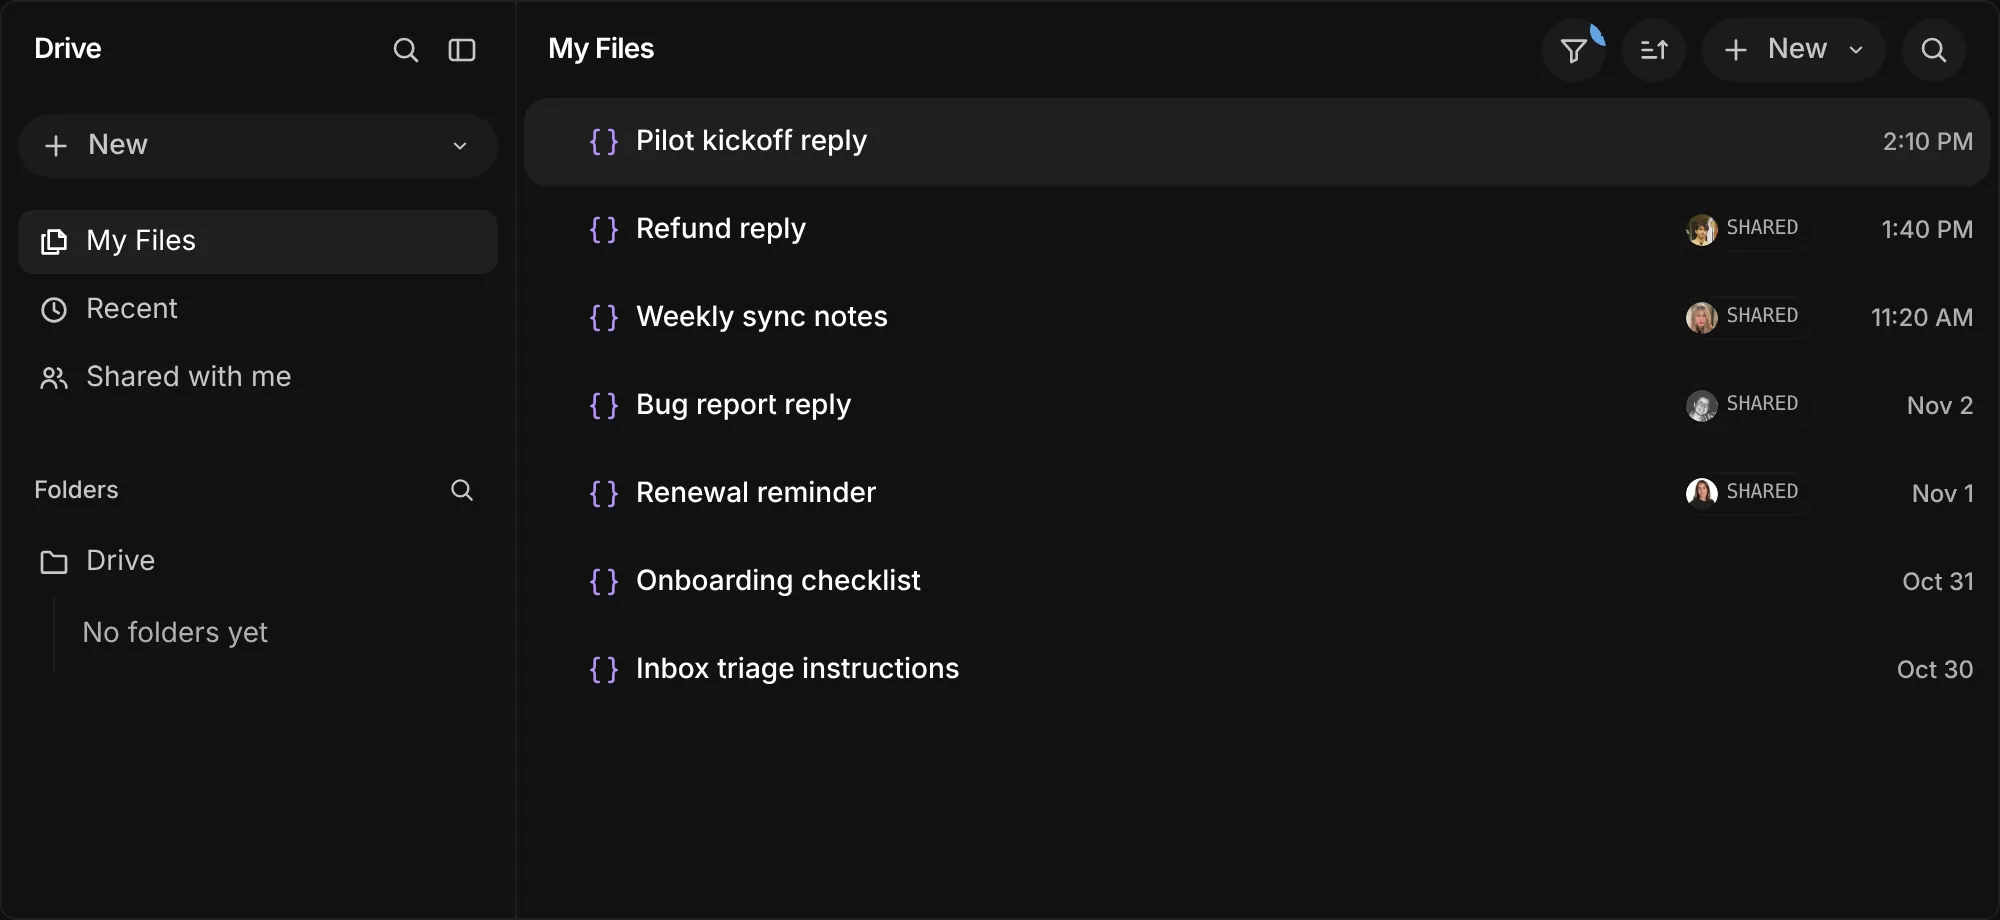 Drive
New
My Files
Recent
Shared with me
Folders
Drive
No folders yet
My Files
New
{ } Pilot kickoff reply 2:10 PM
{ } Refund reply SHARED 1:40 PM
{ } Weekly sync notes SHARED 11:20 AM
{ } Bug report reply SHARED Nov 2
{ } Renewal reminder SHARED Nov 1
{ } Onboarding checklist Oct 31
{ } Inbox triage instructions Oct 30